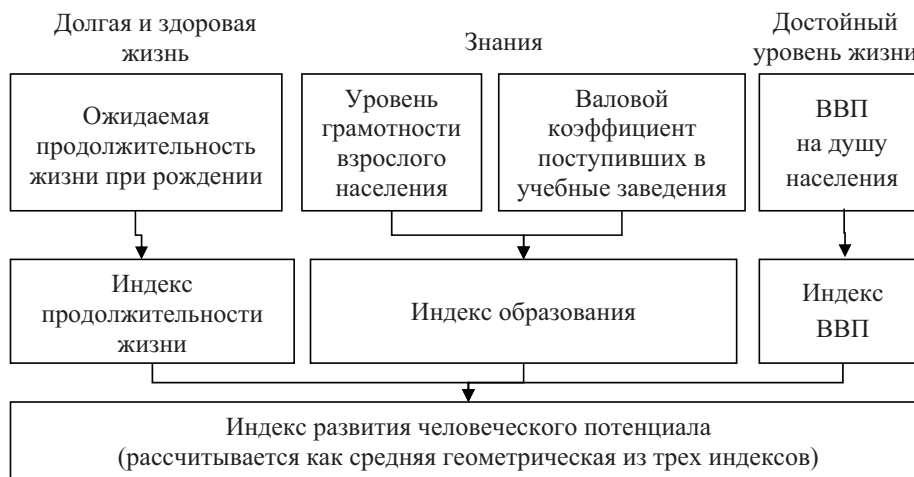 Долгая и здоровая
жизнь
Знания
Достойный
уровень жизни
Ожидаемая
продолжительность
жизни при рождении
Уровень
грамотности
взрослого
населения
Валовой
коэффициент
поступивших в
учебные заведения
ВВП
на душу
населения
Индекс
продолжительности
жизни
Индекс образования
Индекс
ВВП
Индекс развития человеческого потенциала
(рассчитывается как средняя геометрическая из трех индексов)